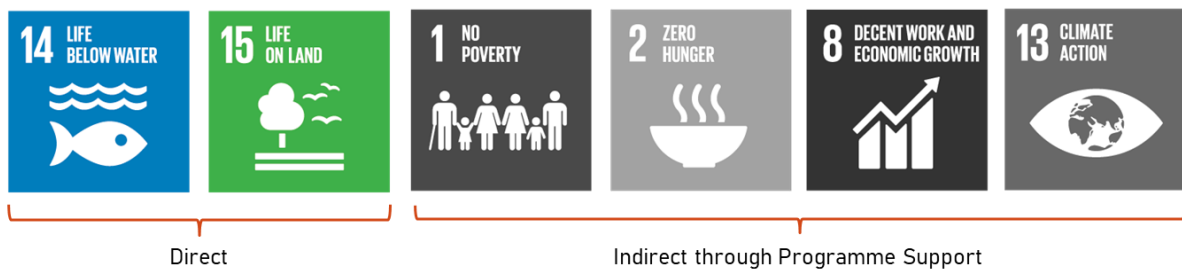 14 LIFE
BELOW WATER
15 LIFE
ON LAND
1 NO
POVERTY
2 ZERO
HUNGER
8 DECENT WORK AND
ECONOMIC GROWTH
13 CLIMATE
ACTION
Direct
Indirect through Programme Support